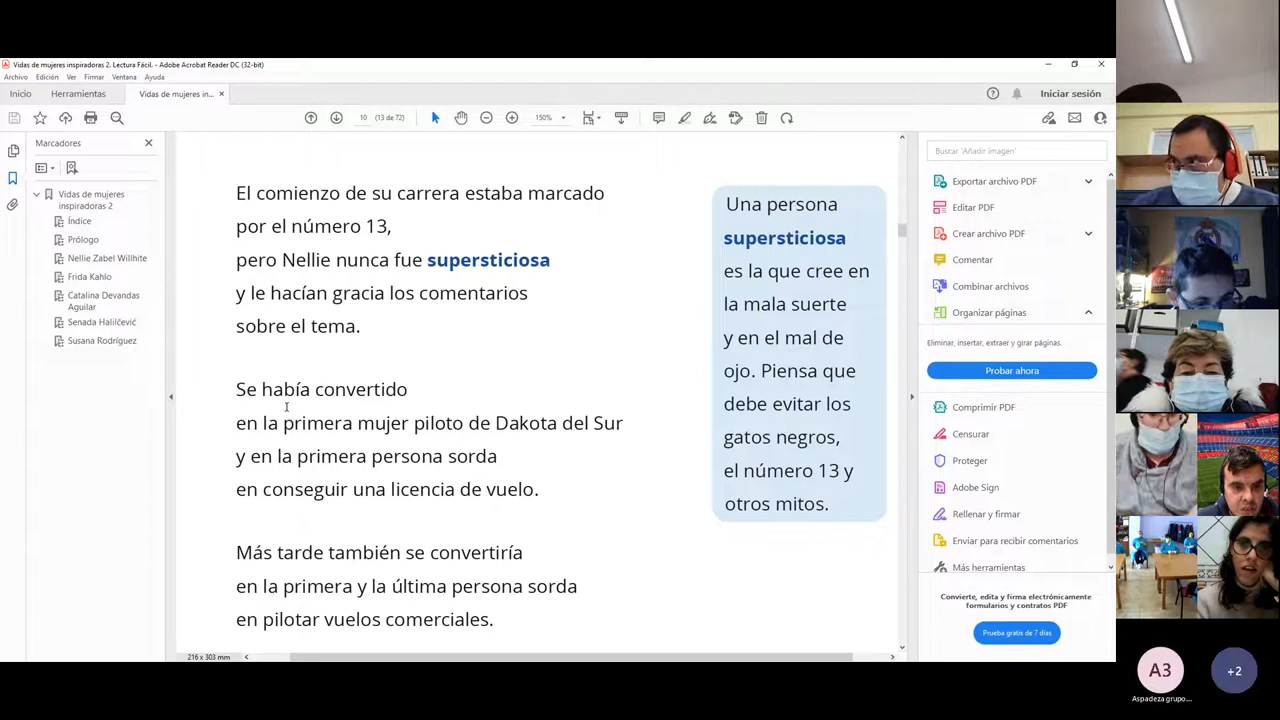 Vidas de mujeres inspiradoras 2. Lectura Fácil. - Adobe Acrobat Reader DC (32-bit)
Archivo Edición Ver Firmar Ventana Ayuda
Inicio Herramientas Vidas de mujeres in... × Iniciar sesión
10 (13 de 72) 150%
Marcadores
Vidas de mujeres
inspiradoras 2
Índice
Prólogo
Nellie Zabel Willhite
Frida Kahlo
Catalina Devandas
Aguilar
Senada Halilčević
Susana Rodríguez
El comienzo de su carrera estaba marcado
por el número 13,
pero Nellie nunca fue supersticiosa
y le hacían gracia los comentarios
sobre el tema.
Se había convertido
en la primera mujer piloto de Dakota del Sur
y en la primera persona sorda
en conseguir una licencia de vuelo.
Más tarde también se convertiría
en la primera y la última persona sorda
en pilotar vuelos comerciales.
Una persona
supersticiosa
es la que cree en
la mala suerte
y en el mal de
ojo. Piensa que
debe evitar los
gatos negros,
el número 13 y
otros mitos.
216 x 303 mm
Buscar 'Añadir imagen'
Exportar archivo PDF
Editar PDF
Crear archivo PDF
Comentar
Combinar archivos
Organizar páginas
Eliminar, insertar, extraer y girar páginas.
Probar ahora
Comprimir PDF
Censurar
Proteger
Adobe Sign
Rellenar y firmar
Enviar para recibir comentarios
Más herramientas
Convierte, edita y firma electrónicamente
formularios y contratos PDF
Prueba gratis de 7 días
A3
+2
Aspadeza grupo...